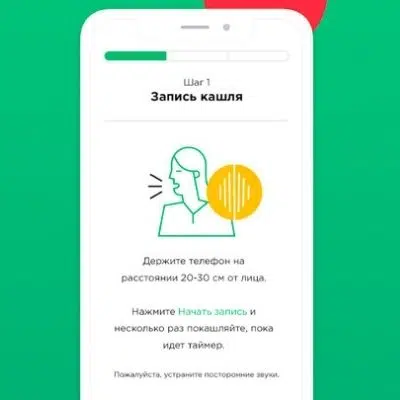 Шаг 1
Запись кашля
Держите телефон на
расстоянии 20-30 см от лица.
Нажмите Начать запись и
несколько раз покашляйте, пока
идет таймер.
Пожалуйста, устраните посторонние звуки.